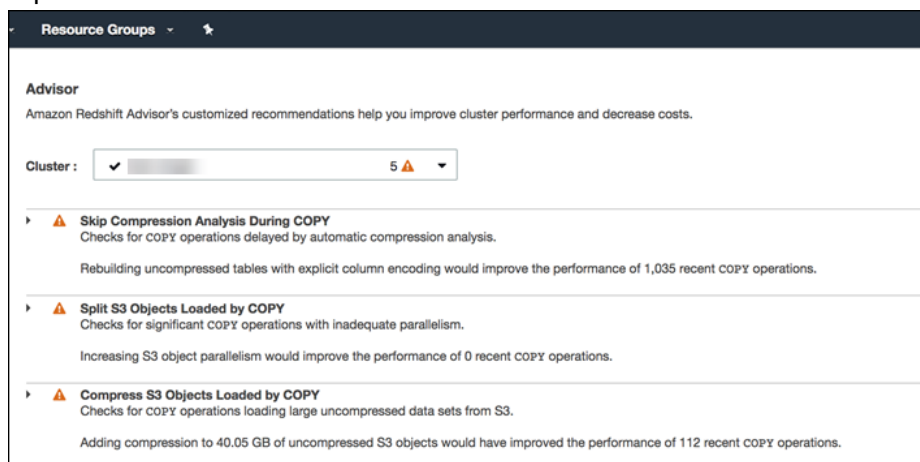 Resource Groups
Advisor
Amazon Redshift Advisor's customized recommendations help you improve cluster performance and decrease costs.
Cluster : 5
Skip Compression Analysis During COPY
Checks for COPY operations delayed by automatic compression analysis.
Rebuilding uncompressed tables with explicit column encoding would improve the performance of 1,035 recent COPY operations.
Split S3 Objects Loaded by COPY
Checks for significant COPY operations with inadequate parallelism.
Increasing S3 object parallelism would improve the performance of 0 recent COPY operations.
Compress S3 Objects Loaded by COPY
Checks for COPY operations loading large uncompressed data sets from S3.
Adding compression to 40.05 GB of uncompressed S3 objects would have improved the performance of 112 recent COPY operations.